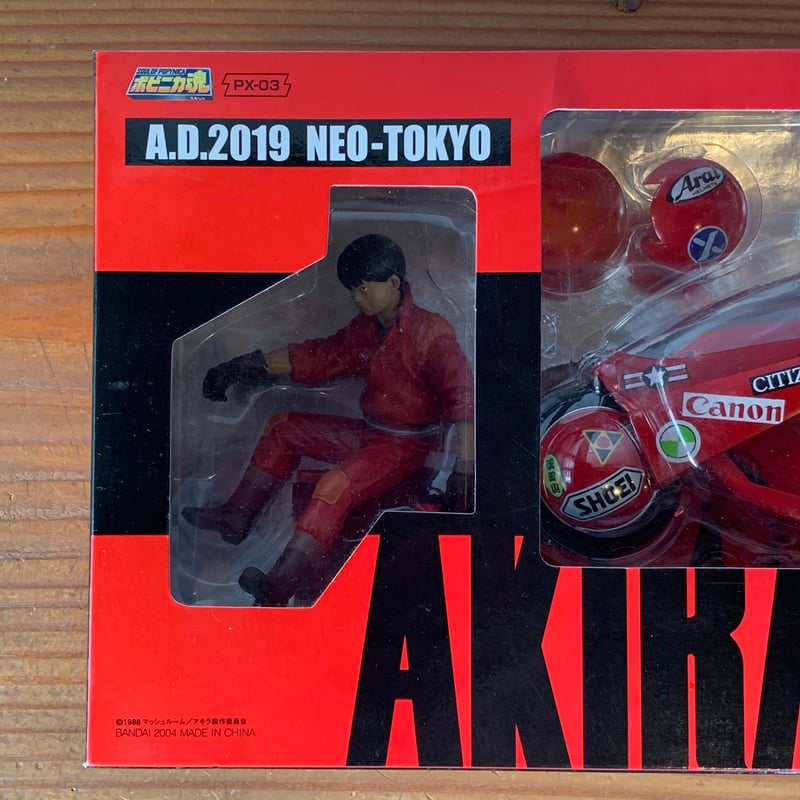 SOUL OF POPYNICA
ポピニカ魂
PX-03
A.D.2019 NEO-TOKYO
Arai
HELMET
CITIZ
Canon
SHOEI
AKIRA
©1988 マッシュルーム／アキラ製作委員会
BANDAI 2004 MADE IN CHINA